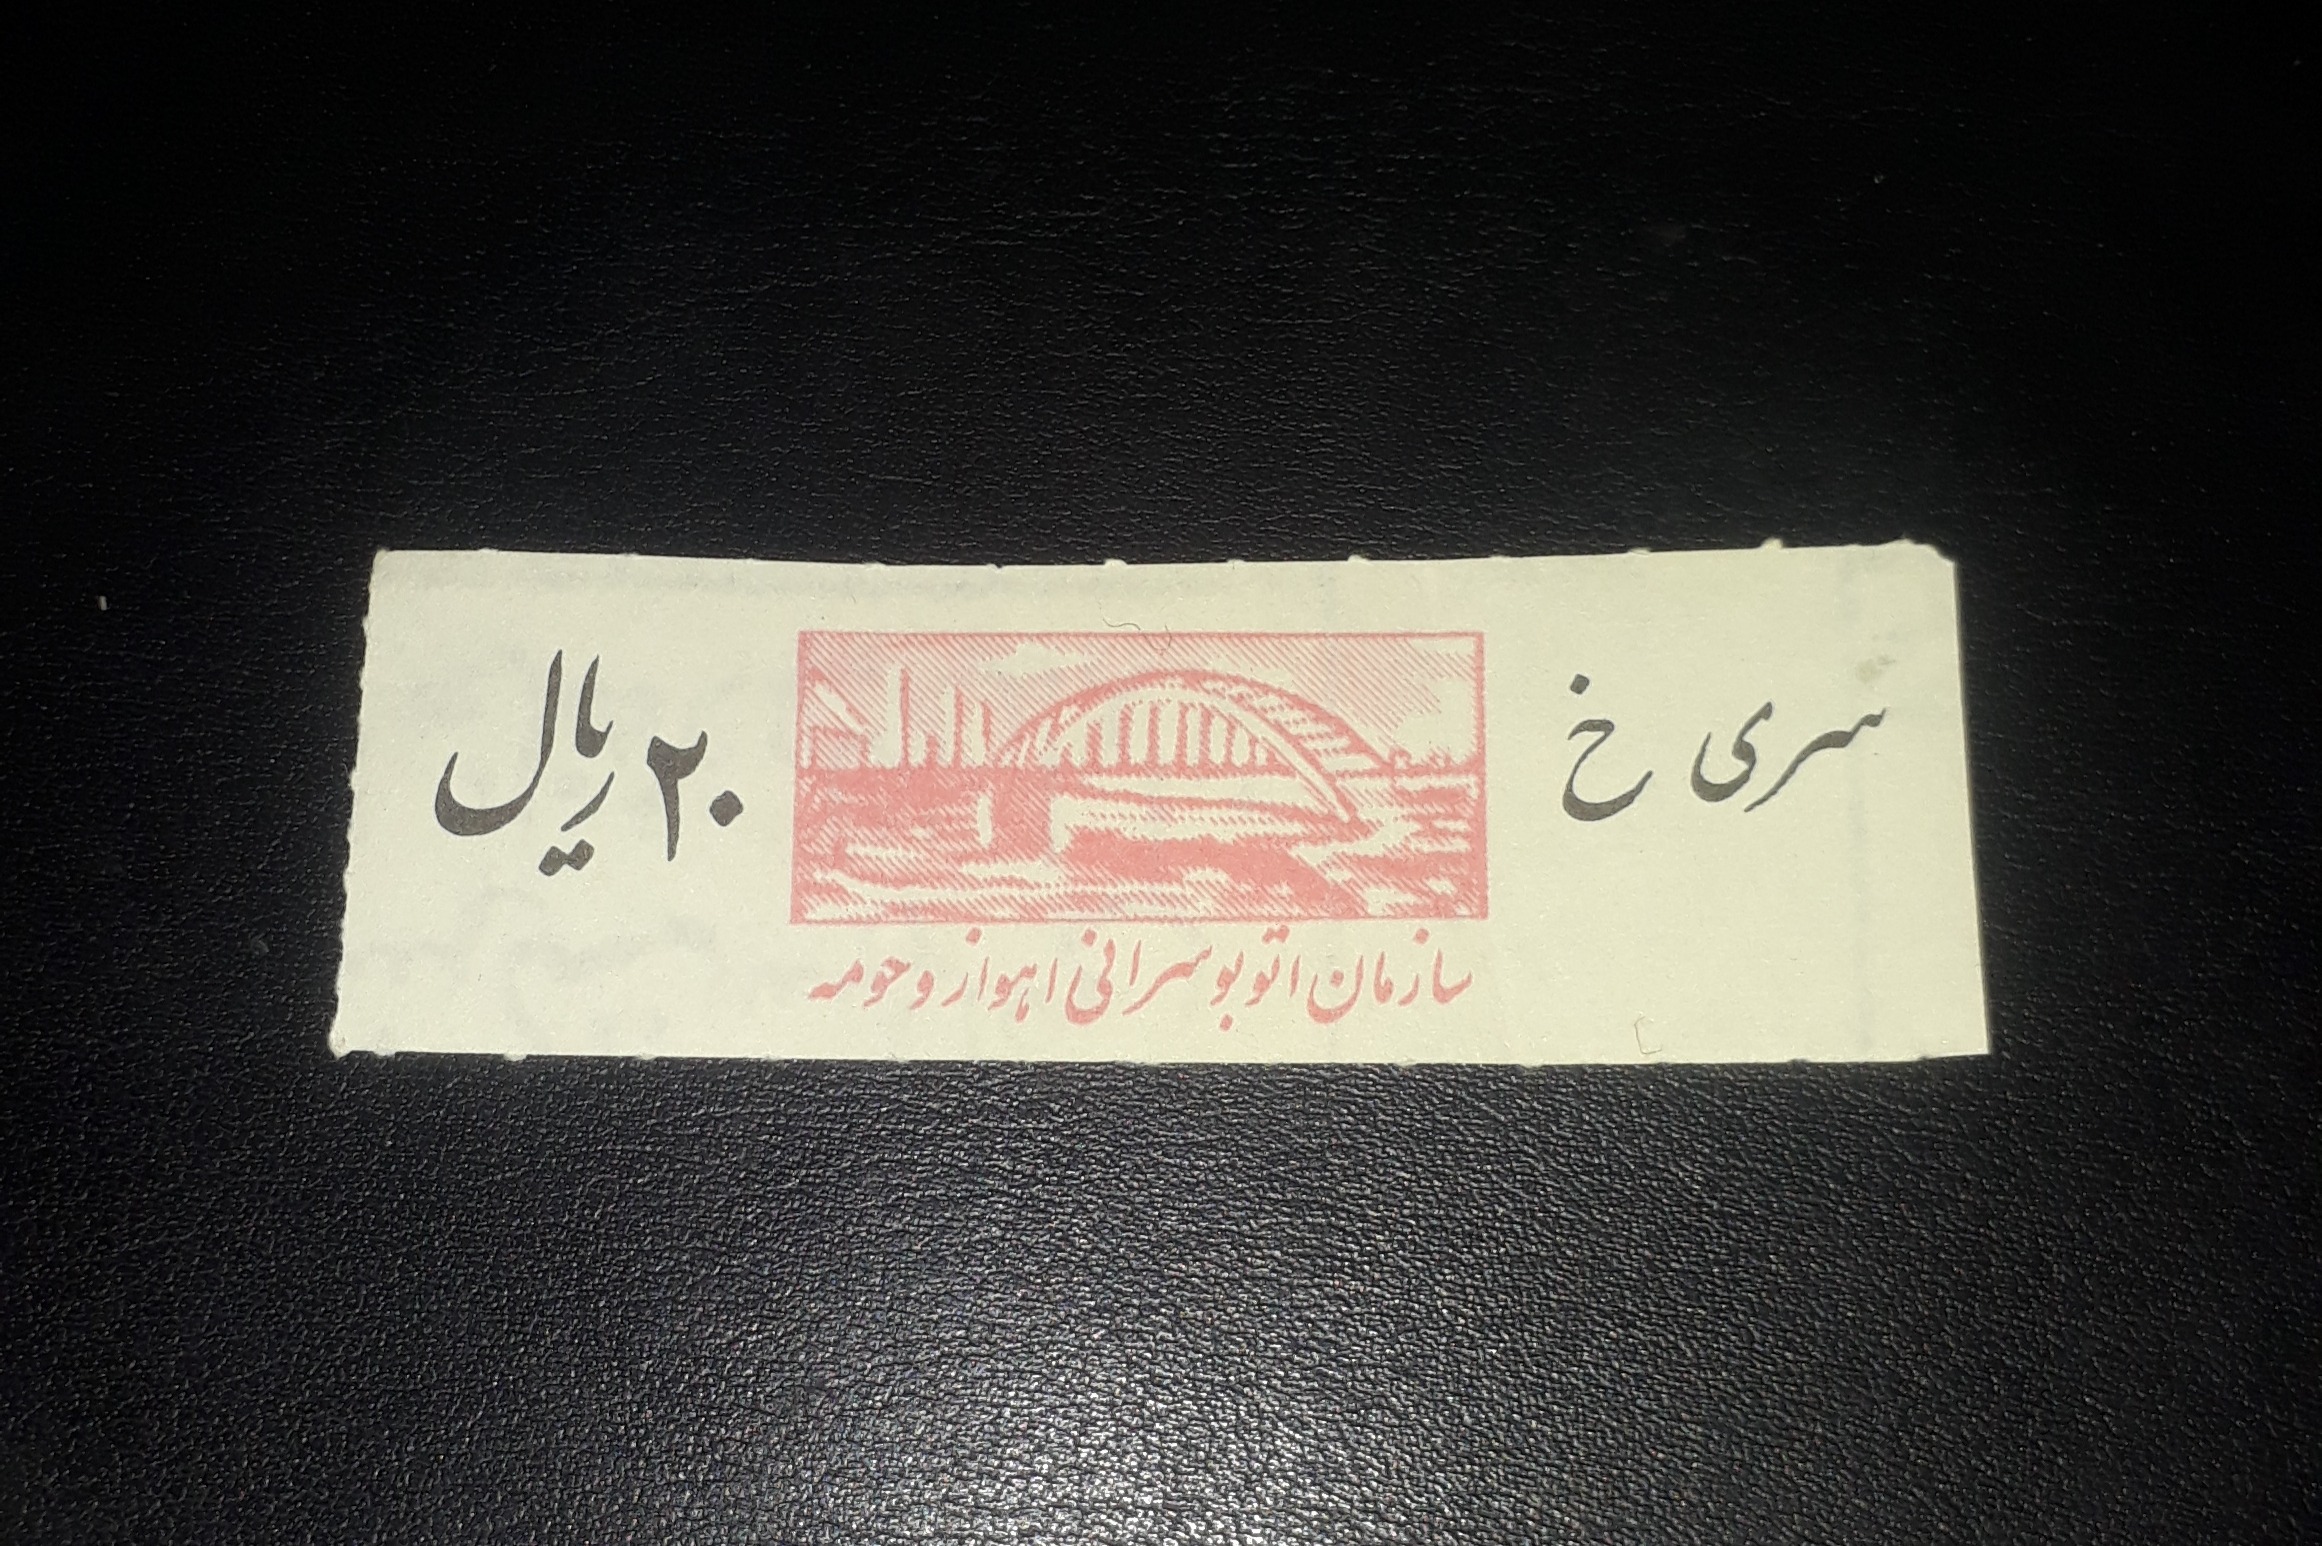 سری خ
۲۰ ریال
سازمان اتوبوسرانی اهواز و حومه